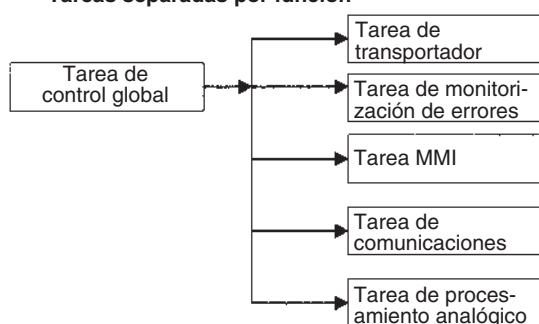 Tareas separadas por función
Tarea de
control global
Tarea de
transportador
Tarea de monitori-
zación de errores
Tarea MMI
Tarea de
comunicaciones
Tarea de proces-
amiento analógico